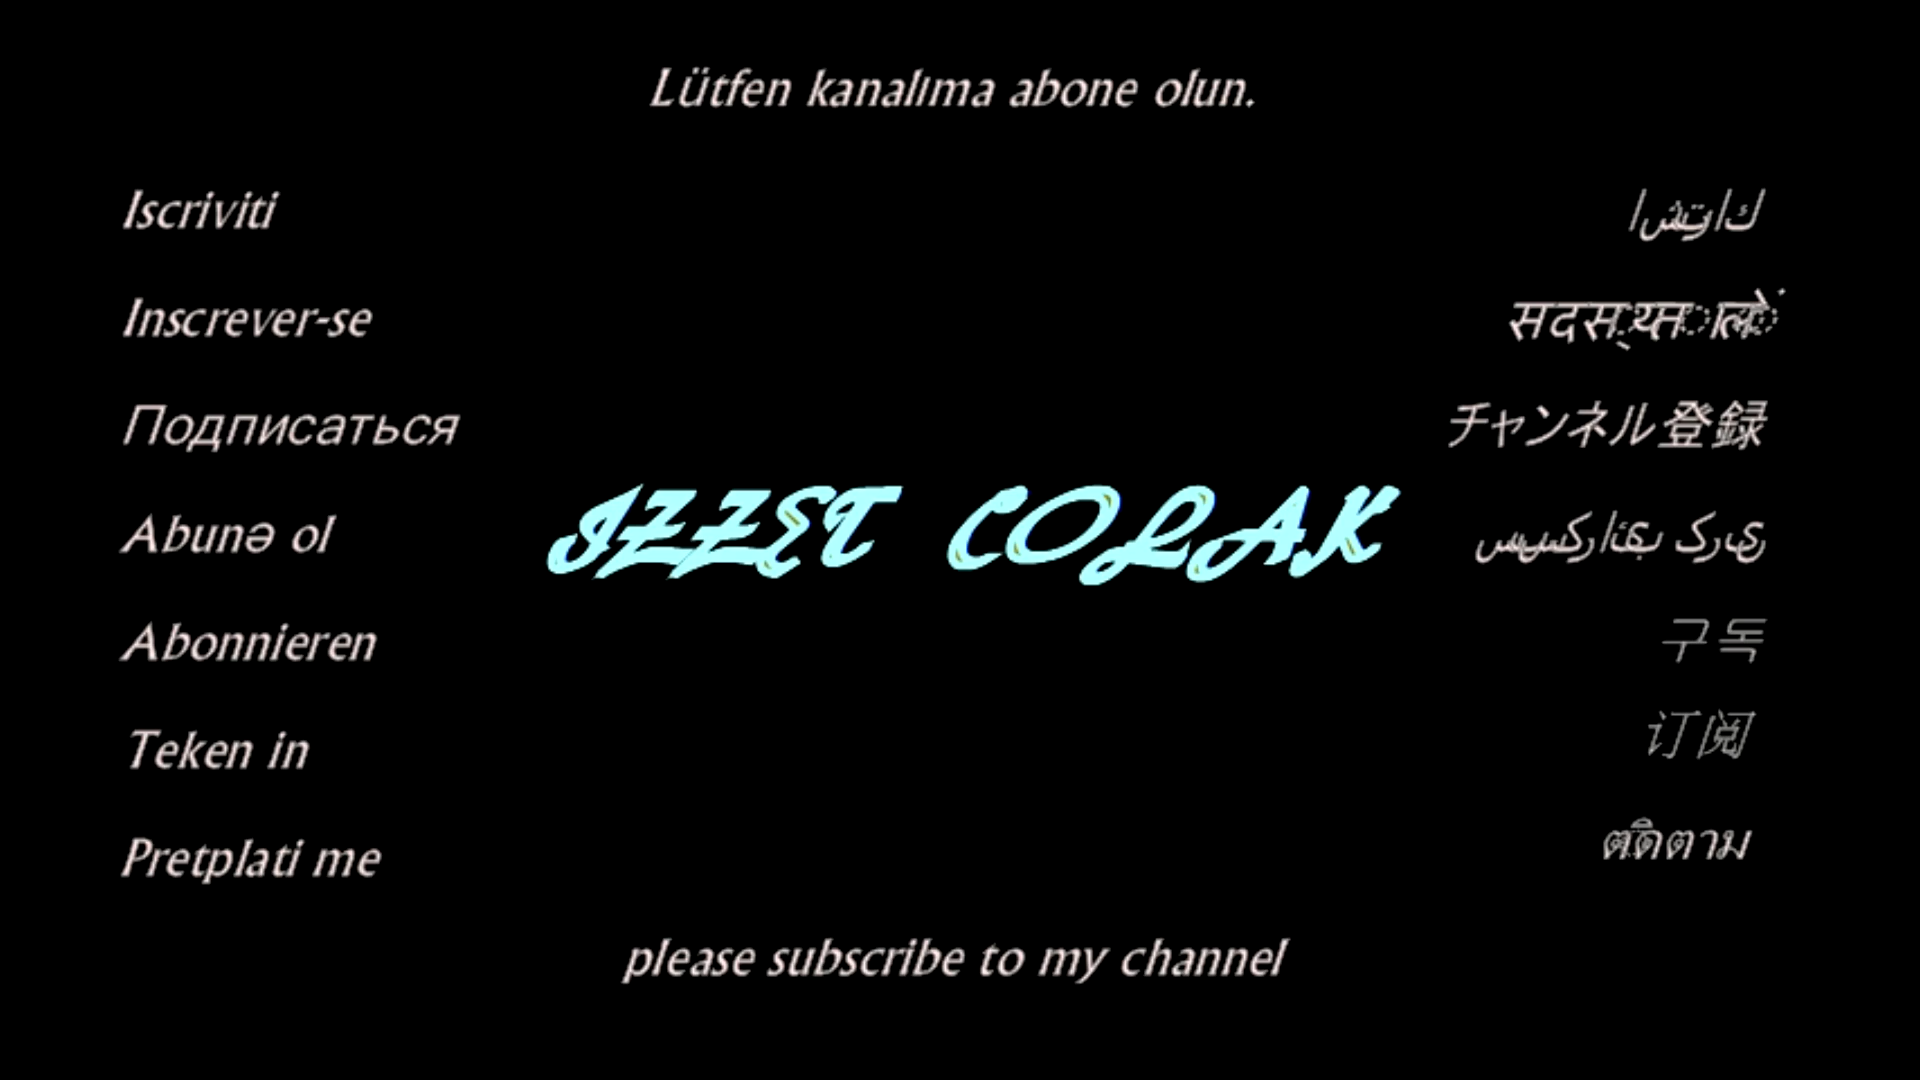 Lütfen kanalıma abone olun.
Iscriviti
Inscrever-se
Подписаться
Abunə ol
Abonnieren
Teken in
Pretplati me
IZZET COLAK
チャンネル登録
구독
订阅
ติดตาม
please subscribe to my channel